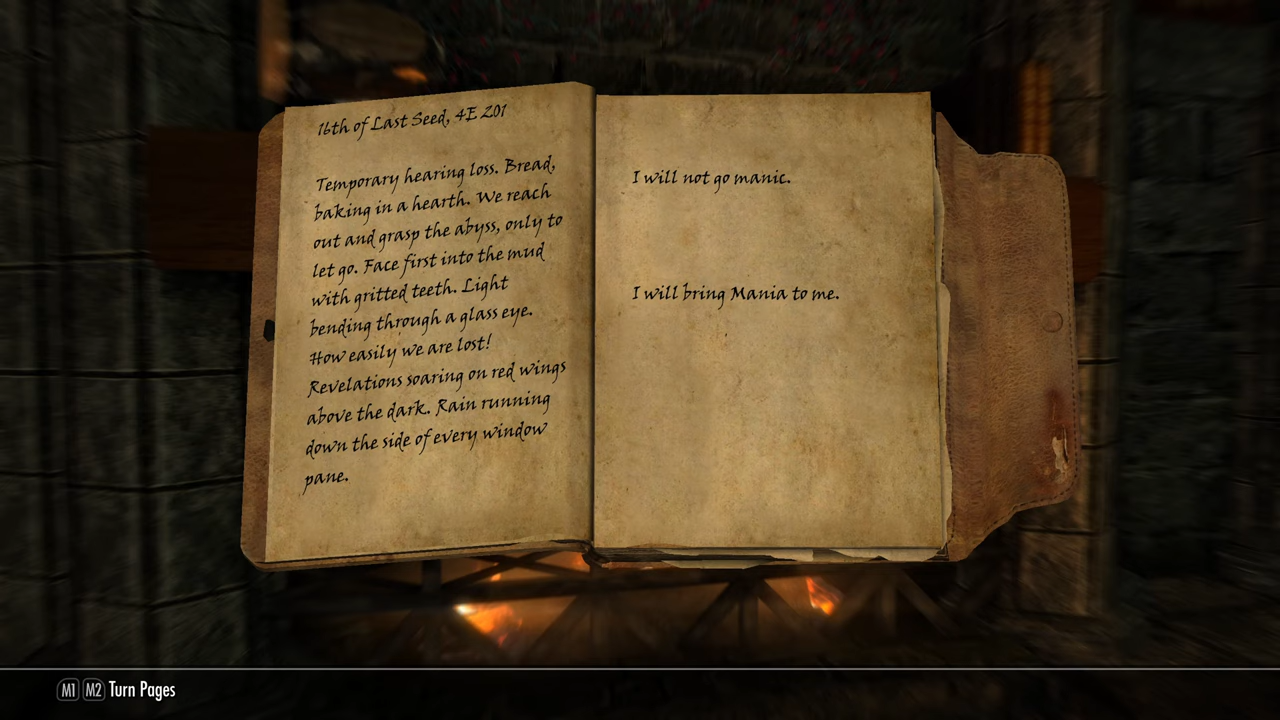 16th of Last Seed, 4E 201
Temporary hearing loss. Bread,
baking in a hearth. We reach
out and grasp the abyss, only to
let go. Face first into the mud
with gritted teeth. Light
bending through a glass eye.
How easily we are lost!
Revelations soaring on red wings
above the dark. Rain running
down the side of every window
pane.
I will not go manic.
I will bring Mania to me.
M1 M2 Turn Pages